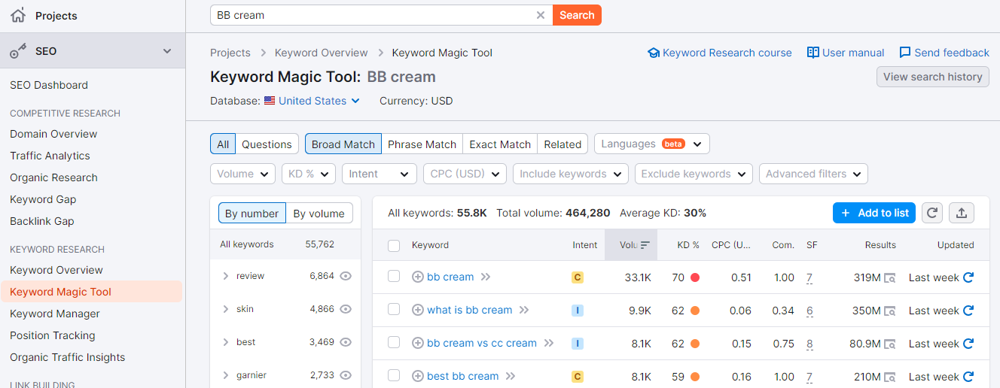 Projects
SEO
SEO Dashboard
COMPETITIVE RESEARCH
Domain Overview
Traffic Analytics
Organic Research
Keyword Gap
Backlink Gap
KEYWORD RESEARCH
Keyword Overview
Keyword Magic Tool
Keyword Manager
Position Tracking
Organic Traffic Insights
LINK BUILDING
BB cream Search
Projects Keyword Overview Keyword Magic Tool
Keyword Research course User manual Send feedback
Keyword Magic Tool: BB cream
View search history
Database: United States Currency: USD
All Questions Broad Match Phrase Match Exact Match Related Languages beta
Volume KD % Intent CPC (USD) Include keywords Exclude keywords Advanced filters
By number By volume
All keywords 55,762
review 6,864
skin 4,866
best 3,469
garnier 2,733
All keywords: 55.8K Total volume: 464,280 Average KD: 30%
+ Add to list
Keyword Intent Volu KD % CPC (U... Com. SF Results Updated
bb cream C 33.1K 70 0.51 1.00 7 319M Last week
what is bb cream I 9.9K 62 0.06 0.34 6 350M Last week
bb cream vs cc cream I 8.1K 62 0.15 0.75 8 80.9M Last week
best bb cream C 8.1K 59 0.16 1.00 7 210M Last week